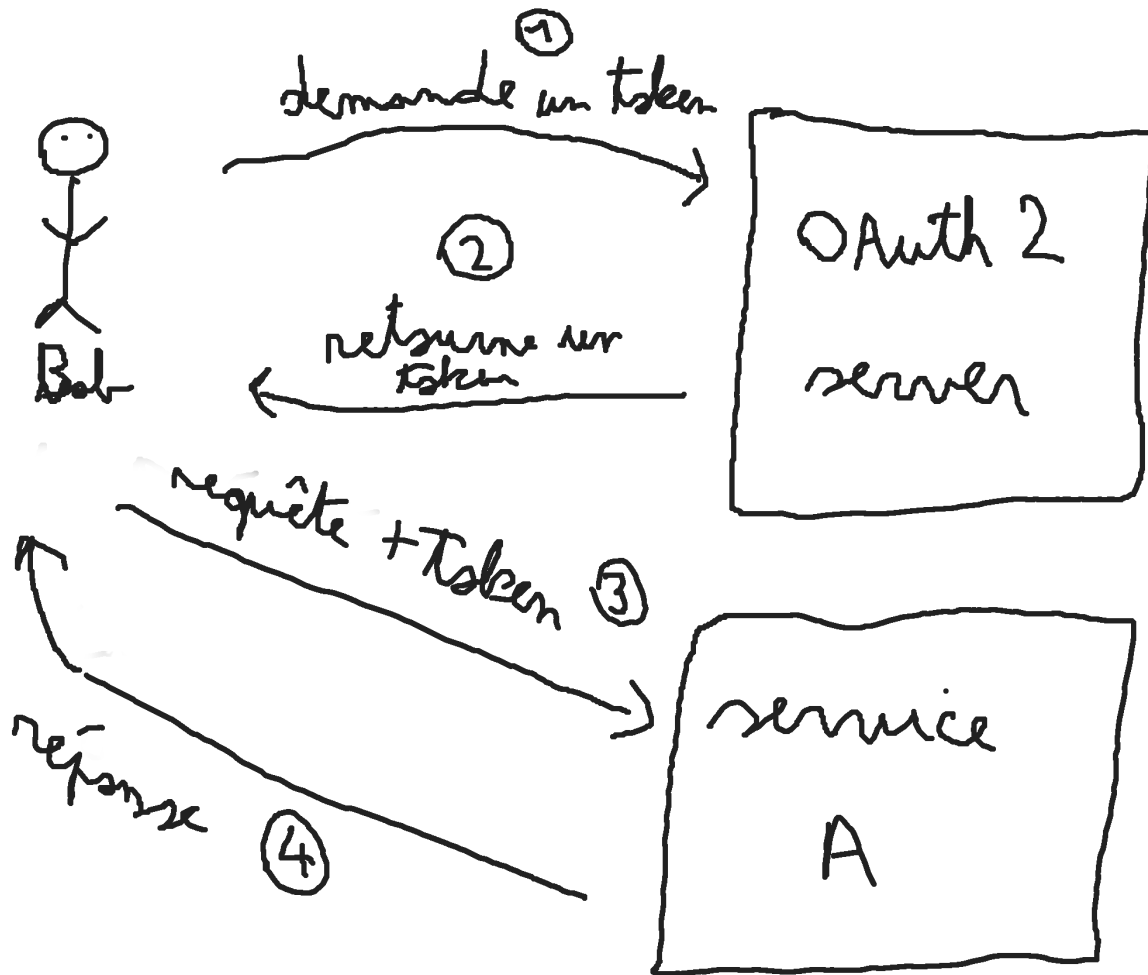 1
demande un token
OAuth 2
server
2
retourne un
token
Bob
requête + Token 3
service
A
réponse 4